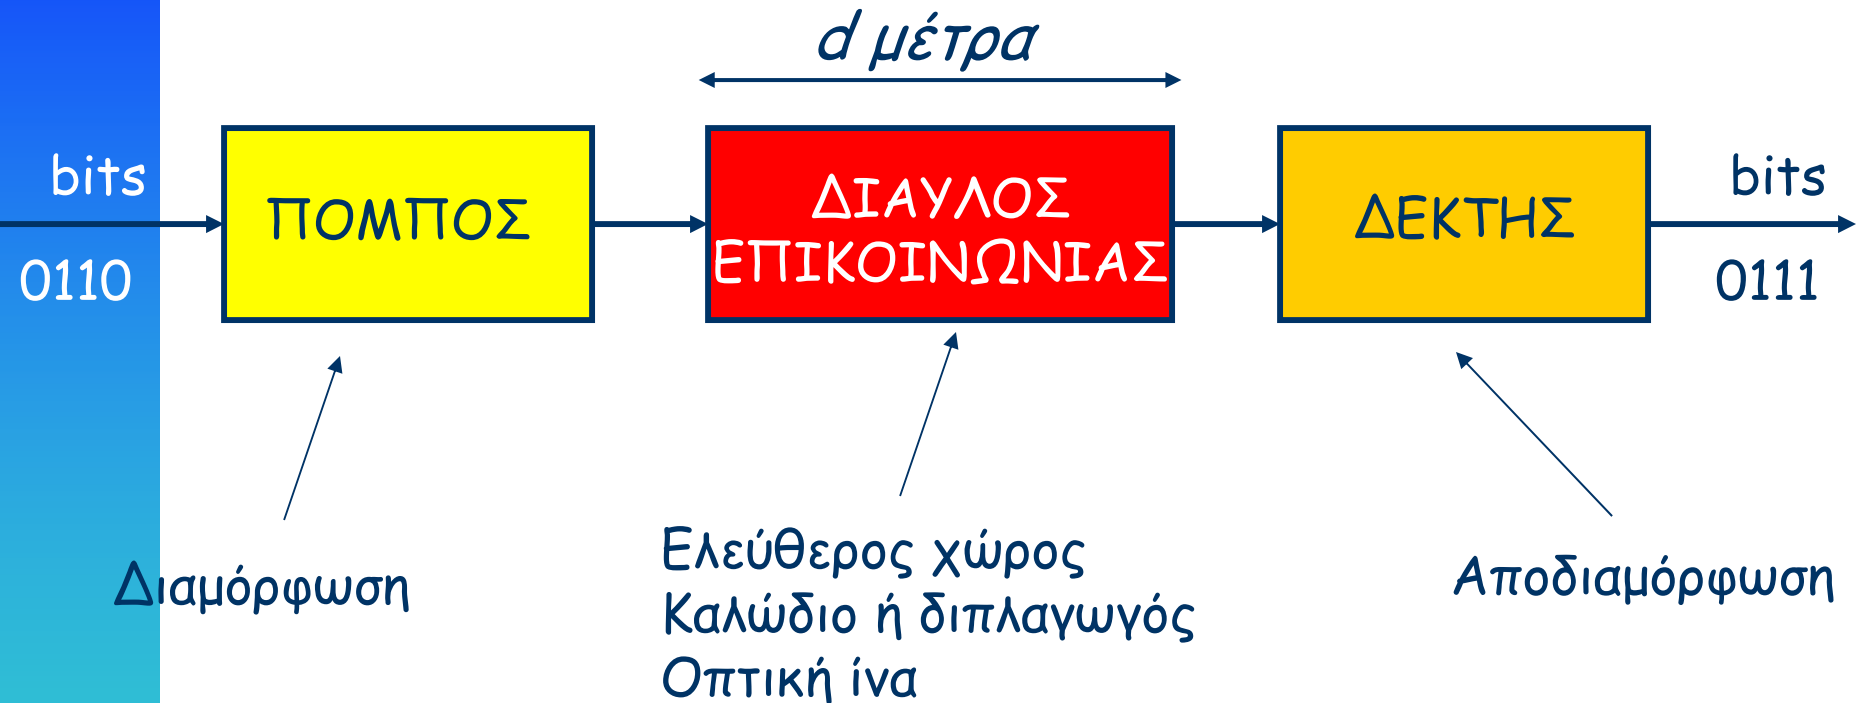 d μέτρα
bits
0110
ΠΟΜΠΟΣ
ΔΙΑΥΛΟΣ
ΕΠΙΚΟΙΝΩΝΙΑΣ
ΔΕΚΤΗΣ
bits
0111
Διαμόρφωση
Ελεύθερος χώρος
Καλώδιο ή διπλαγωγός
Οπτική ίνα
Αποδιαμόρφωση